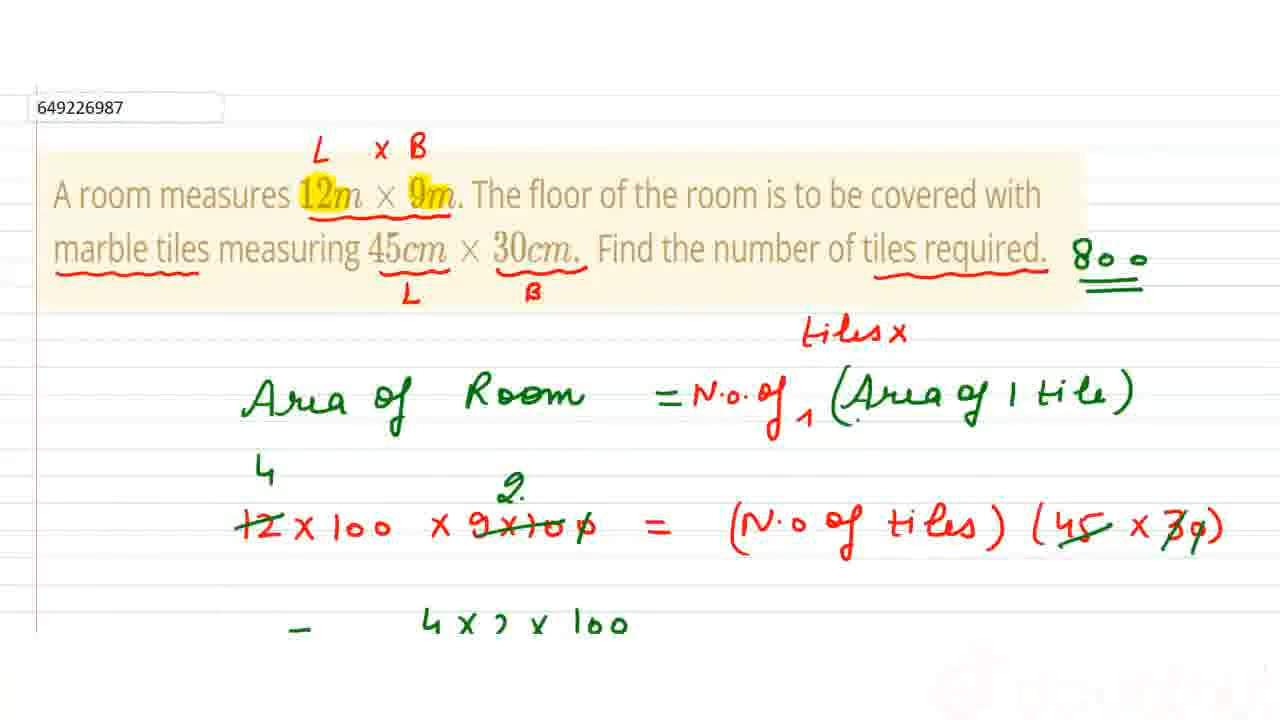 649226987
L × B
A room measures 12m × 9m. The floor of the room is to be covered with
marble tiles measuring 45cm × 30cm. Find the number of tiles required. 800
L B
tiles ×
Area of Room = N.o.of (Area of 1 tile)
4 2
12 × 100 × 9 × 100 = (N.o of tiles) (45 × 30)
= 4 × 2 × 100